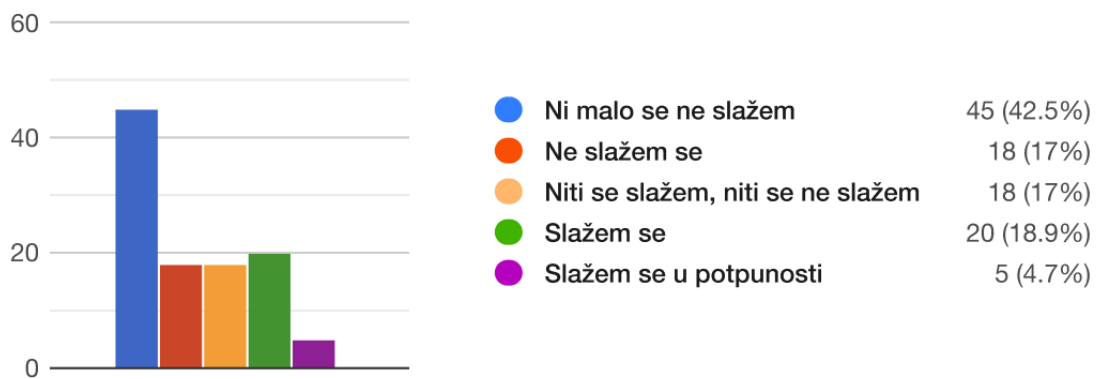 60
40
20
0
Ni malo se ne slažem 45 (42.5%)
Ne slažem se 18 (17%)
Niti se slažem, niti se ne slažem 18 (17%)
Slažem se 20 (18.9%)
Slažem se u potpunosti 5 (4.7%)